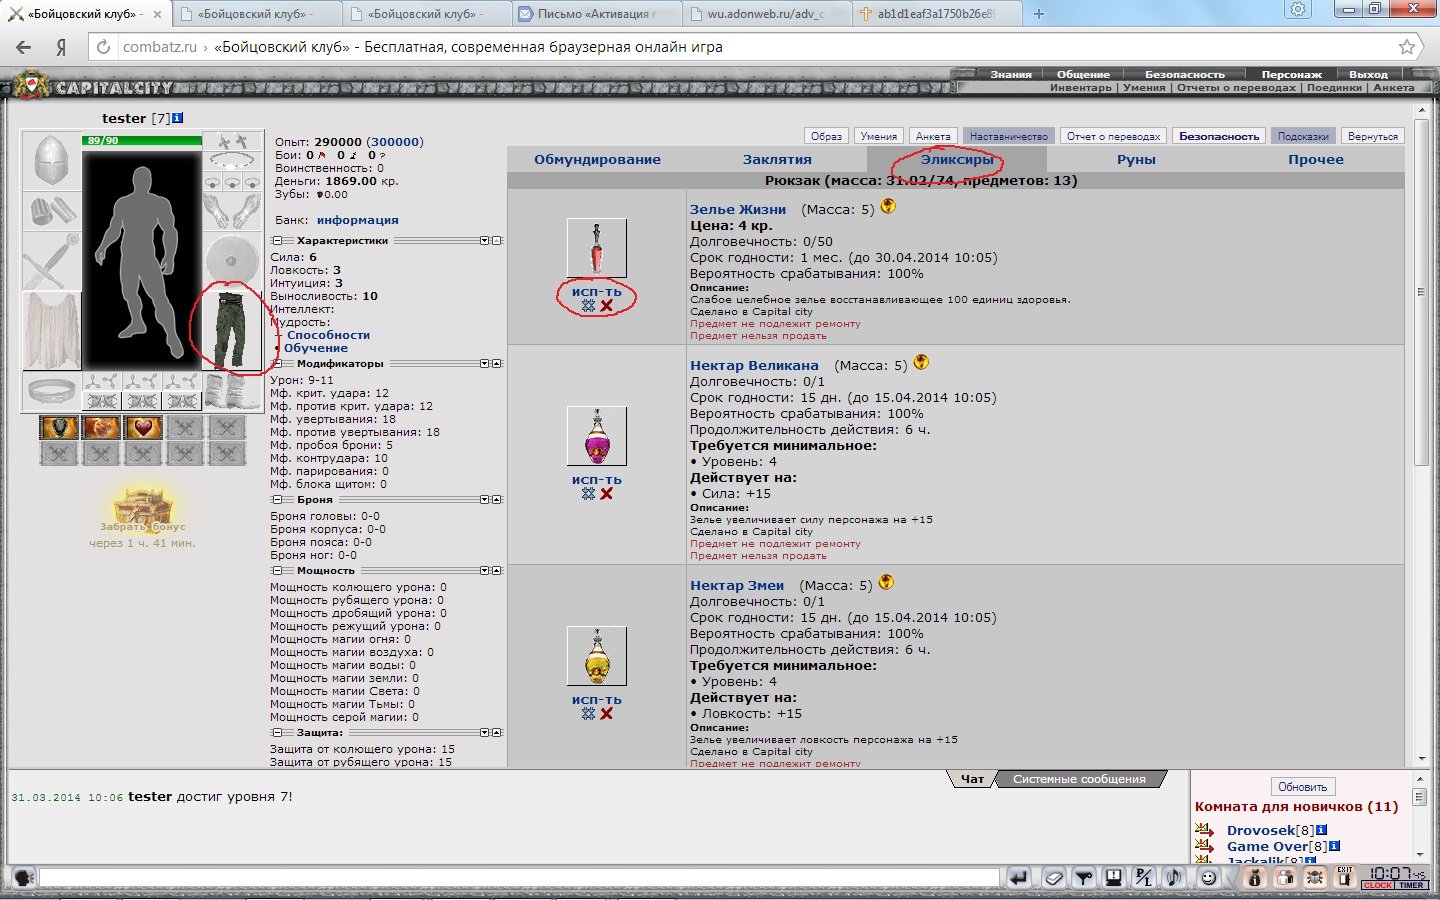 «Бойцовский клуб» -
«Бойцовский клуб» -
«Бойцовский клуб» -
Письмо «Активация
wu.adonweb.ru/adv_c
ab1d1eaf3a1750b26e89
Я
combatz.ru › «Бойцовский клуб» - Бесплатная, современная браузерная онлайн игра
CAPITALCITY
Знания Общение Безопасность Персонаж Выход
Инвентарь | Умения | Отчеты о переводах | Поединки | Анкета
tester [7]
89/90
Забрать бонус
через 1 ч. 41 мин.
Опыт: 290000 (300000)
Бои: 0 0 0 ?
Воинственность: 0
Деньги: 1869.00 кр.
Зубы: 0.00
Банк: информация
Характеристики
Сила: 6
Ловкость: 3
Интуиция: 3
Выносливость: 10
Интеллект:
Мудрость:
Способности
• Обучение
Модификаторы
Урон: 9-11
Мф. крит. удара: 12
Мф. против крит. удара: 12
Мф. увертывания: 18
Мф. против увертывания: 18
Мф. пробоя брони: 5
Мф. контрудара: 10
Мф. парирования: 0
Мф. блока щитом: 0
Броня
Броня головы: 0-0
Броня корпуса: 0-0
Броня пояса: 0-0
Броня ног: 0-0
Мощность
Мощность колющего урона: 0
Мощность рубящего урона: 0
Мощность дробящий урона: 0
Мощность режущий урона: 0
Мощность магии огня: 0
Мощность магии воздуха: 0
Мощность магии воды: 0
Мощность магии земли: 0
Мощность магии Света: 0
Мощность магии Тьмы: 0
Мощность серой магии: 0
Защита:
Защита от колющего урона: 15
Защита от рубящего урона: 15
Образ Умения Анкета Наставничество Отчет о переводах Безопасность Подсказки Вернуться
Обмундирование Заклятия Эликсиры Руны Прочее
Рюкзак (масса: 31.02/74, предметов: 13)
исп-ть
Зелье Жизни (Масса: 5)
Цена: 4 кр.
Долговечность: 0/50
Срок годности: 1 мес. (до 30.04.2014 10:05)
Вероятность срабатывания: 100%
Описание:
Слабое целебное зелье восстанавливающее 100 единиц здоровья.
Сделано в Capital city
Предмет не подлежит ремонту
Предмет нельзя продать
исп-ть
Нектар Великана (Масса: 5)
Долговечность: 0/1
Срок годности: 15 дн. (до 15.04.2014 10:05)
Вероятность срабатывания: 100%
Продолжительность действия: 6 ч.
Требуется минимальное:
• Уровень: 4
Действует на:
• Сила: +15
Описание:
Зелье увеличивает силу персонажа на +15
Сделано в Capital city
Предмет не подлежит ремонту
Предмет нельзя продать
исп-ть
Нектар Змеи (Масса: 5)
Долговечность: 0/1
Срок годности: 15 дн. (до 15.04.2014 10:05)
Вероятность срабатывания: 100%
Продолжительность действия: 6 ч.
Требуется минимальное:
• Уровень: 4
Действует на:
• Ловкость: +15
Описание:
Зелье увеличивает ловкость персонажа на +15
Сделано в Capital city
Предмет не подлежит ремонту
Чат Системные сообщения
31.03.2014 10:06 tester достиг уровня 7!
Обновить
Комната для новичков (11)
Drovosek[8]
Game Over[8]
Jackalik[8]
P/L
EXIT
10:07 45
CLOCK TIMER